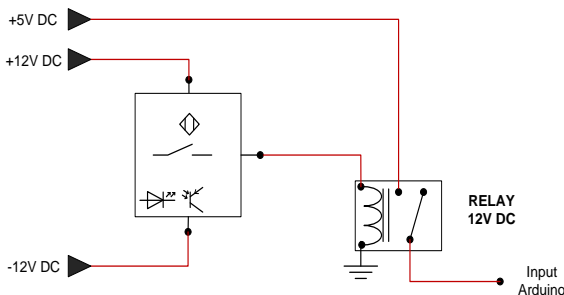 +5V DC
+12V DC
RELAY
12V DC
-12V DC
Input
Arduino